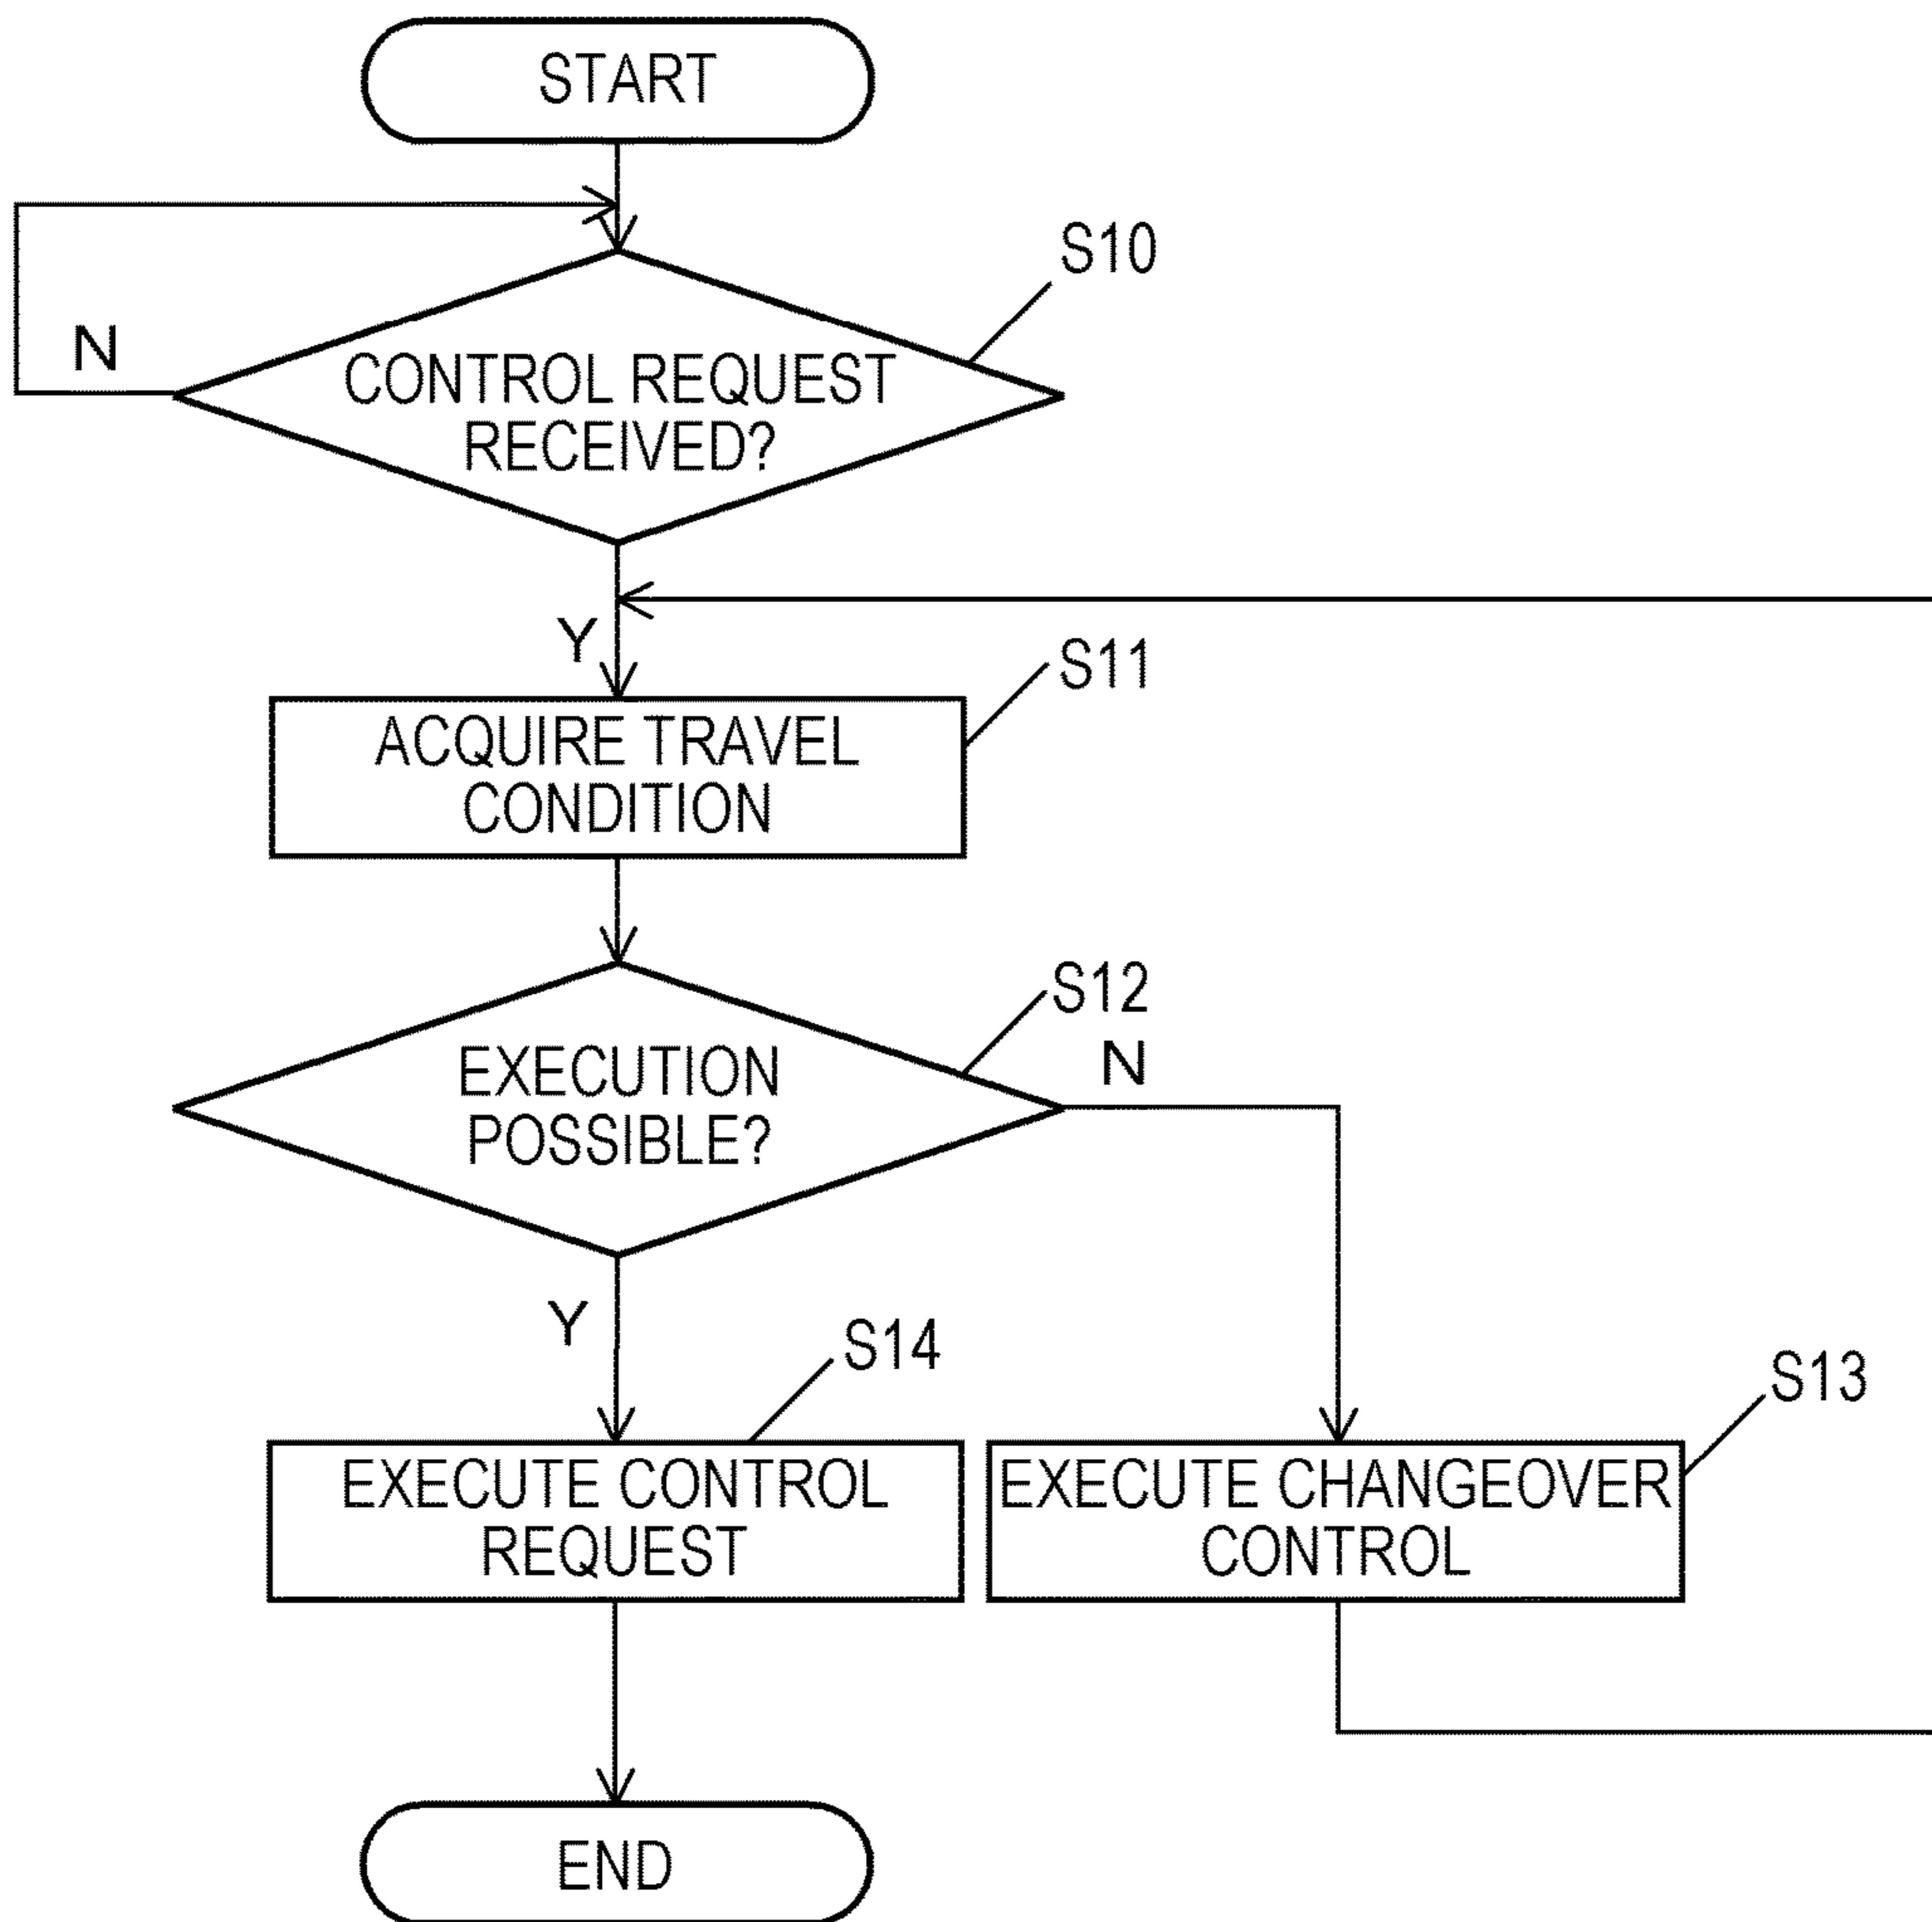 START
S10
N
CONTROL REQUEST
RECEIVED?
Y
S11
ACQUIRE TRAVEL
CONDITION
S12
N
EXECUTION
POSSIBLE?
Y
S14
S13
EXECUTE CONTROL
REQUEST
EXECUTE CHANGEOVER
CONTROL
END